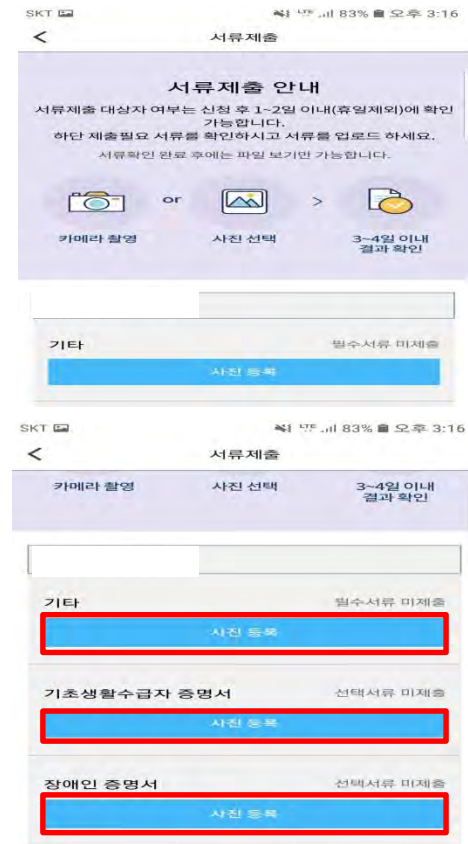 SKT LTE 83% 오후 3:16
< 서류제출
서류제출 안내
서류제출 대상자 여부는 신청 후 1~2일 이내(휴일제외)에 확인
가능합니다.
하단 제출필요 서류를 확인하시고 서류를 업로드 하세요.
서류확인 완료 후에는 파일 보기만 가능합니다.
or >
카메라 촬영 사진 선택 3~4일 이내
결과 확인
기타 필수서류 미제출
사진 등록
SKT LTE 83% 오후 3:16
< 서류제출
카메라 촬영 사진 선택 3~4일 이내
결과 확인
기타 필수서류 미제출
사진 등록
기초생활수급자 증명서 선택서류 미제출
사진 등록
장애인 증명서 선택서류 미제출
사진 등록